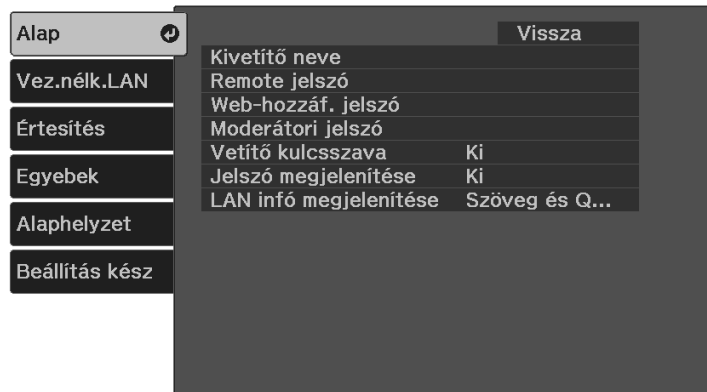 Alap
Vez.nélk.LAN
Értesítés
Egyebek
Alaphelyzet
Beállítás kész
Vissza
Kivetítő neve
Remote jelszó
Web-hozzáf. jelszó
Moderátori jelszó
Vetítő kulcsszava Ki
Jelszó megjelenítése Ki
LAN infó megjelenítése Szöveg és Q...